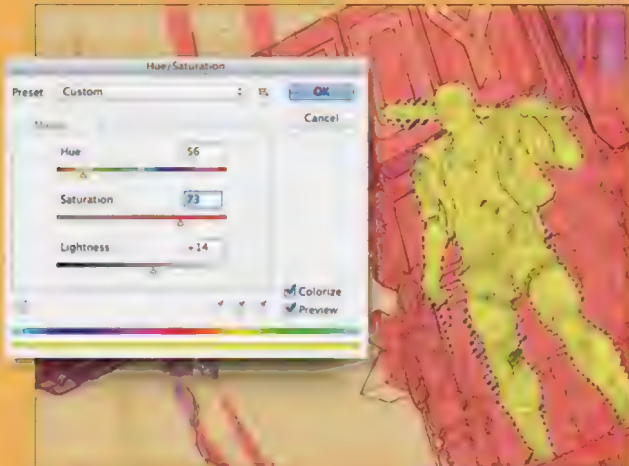 Hue/Saturation
Preset Custom OK
Cancel
Hue 56
Saturation 73
Lightness +14
Colorize
Preview